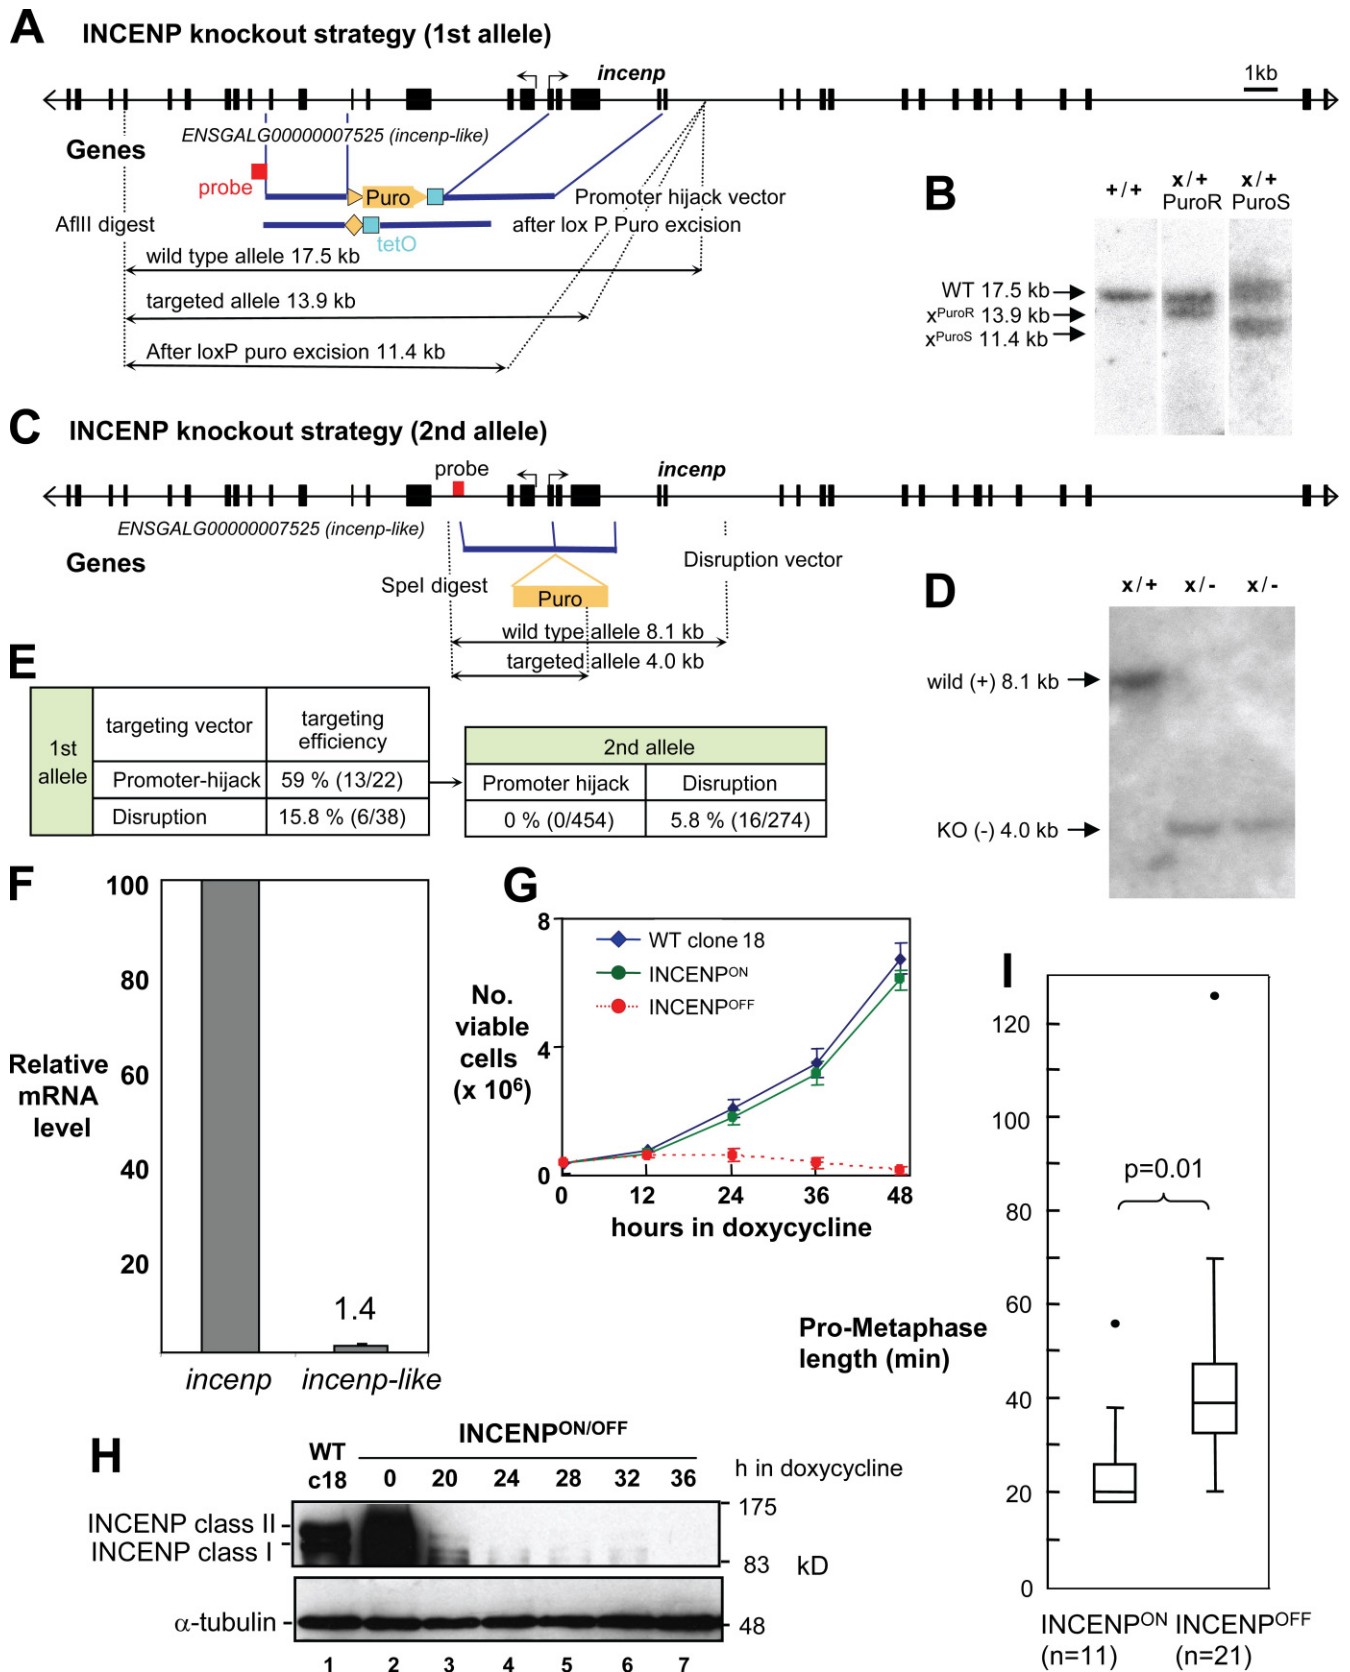 A INCENP knockout strategy (1st allele)
incenp
1kb
ENSGALG00000007525 (incenp-like)
Genes
probe
Puro
Promoter hijack vector
AflII digest
after lox P Puro excision
tetO
wild type allele 17.5 kb
targeted allele 13.9 kb
After loxP puro excision 11.4 kb
B
+/+
x/+ PuroR
x/+ PuroS
WT 17.5 kb
xPuroR 13.9 kb
xPuroS 11.4 kb
C INCENP knockout strategy (2nd allele)
probe
incenp
ENSGALG00000007525 (incenp-like)
Genes
Disruption vector
SpeI digest
Puro
wild type allele 8.1 kb
targeted allele 4.0 kb
D
x/+ x/- x/-
wild (+) 8.1 kb
KO (-) 4.0 kb
E
1st allele
targeting vector
targeting efficiency
Promoter-hijack
59 % (13/22)
Disruption
15.8 % (6/38)
2nd allele
Promoter hijack
Disruption
0 % (0/454)
5.8 % (16/274)
F
Relative mRNA level
100
80
60
40
20
1.4
incenp
incenp-like
G
No. viable cells (x 10⁶)
8
4
0
WT clone 18
INCENPON
INCENPOFF
0 12 24 36 48
hours in doxycycline
H
WT c18
INCENPON/OFF
0 20 24 28 32 36
h in doxycycline
INCENP class II
INCENP class I
175
83
kD
α-tubulin
48
1 2 3 4 5 6 7
I
Pro-Metaphase length (min)
120
100
80
60
40
20
0
p=0.01
INCENPON (n=11)
INCENPOFF (n=21)